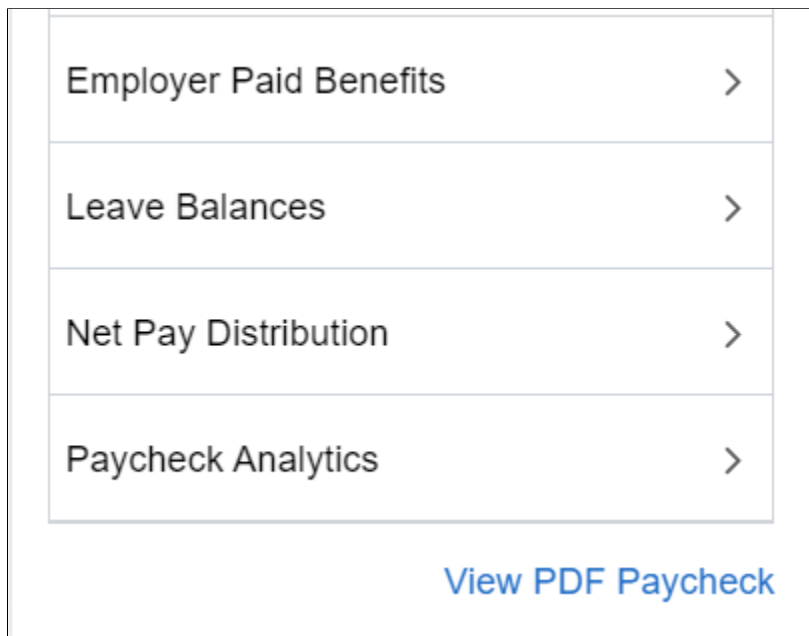 Employer Paid Benefits
Leave Balances
Net Pay Distribution
Paycheck Analytics
View PDF Paycheck